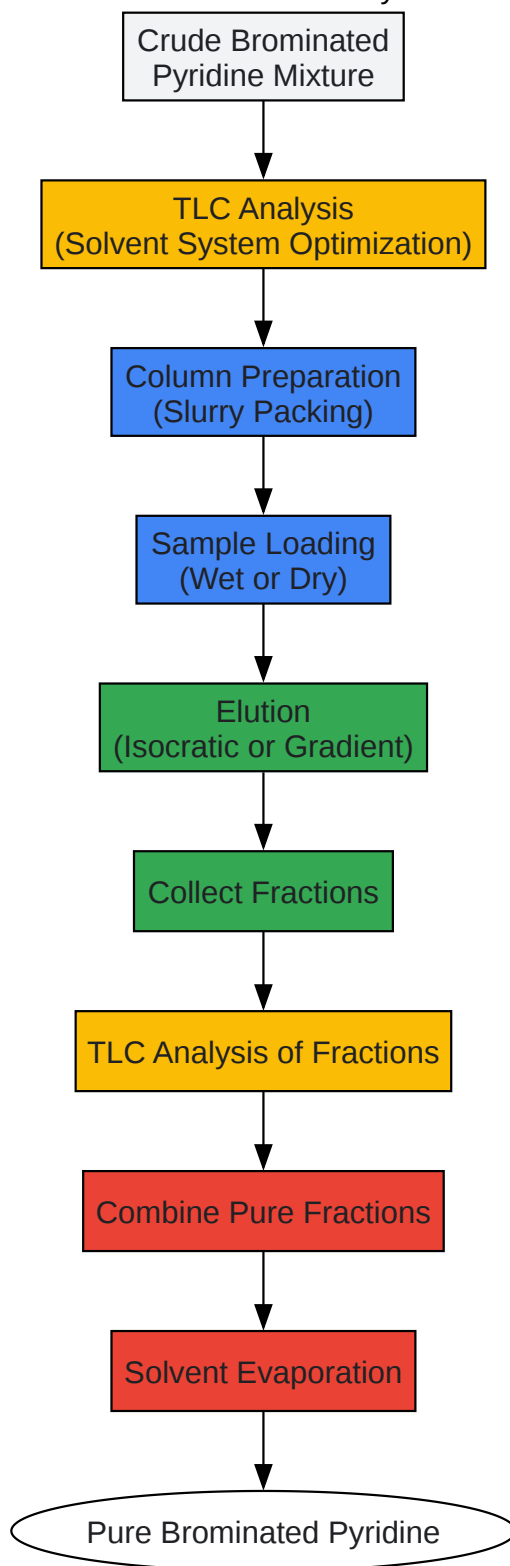 Crude Brominated
Pyridine Mixture
TLC Analysis
(Solvent System Optimization)
Column Preparation
(Slurry Packing)
Sample Loading
(Wet or Dry)
Elution
(Isocratic or Gradient)
Collect Fractions
TLC Analysis of Fractions
Combine Pure Fractions
Solvent Evaporation
Pure Brominated Pyridine